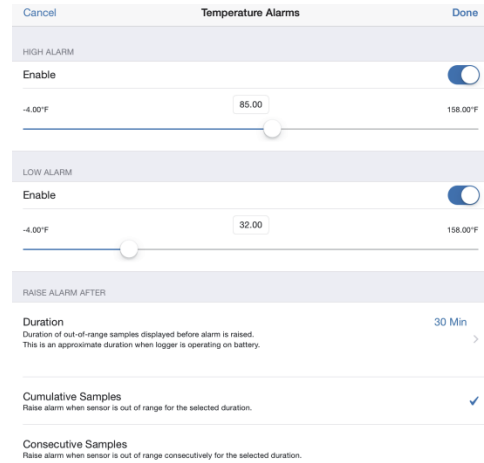 Cancel Temperature Alarms Done
HIGH ALARM
Enable
-4.00°F 85.00 158.00°F
LOW ALARM
Enable
-4.00°F 32.00 158.00°F
RAISE ALARM AFTER
Duration 30 Min
Duration of out-of-range samples displayed before alarm is raised.
This is an approximate duration when logger is operating on battery.
Cumulative Samples
Raise alarm when sensor is out of range for the selected duration.
Consecutive Samples
Raise alarm when sensor is out of range consecutively for the selected duration.